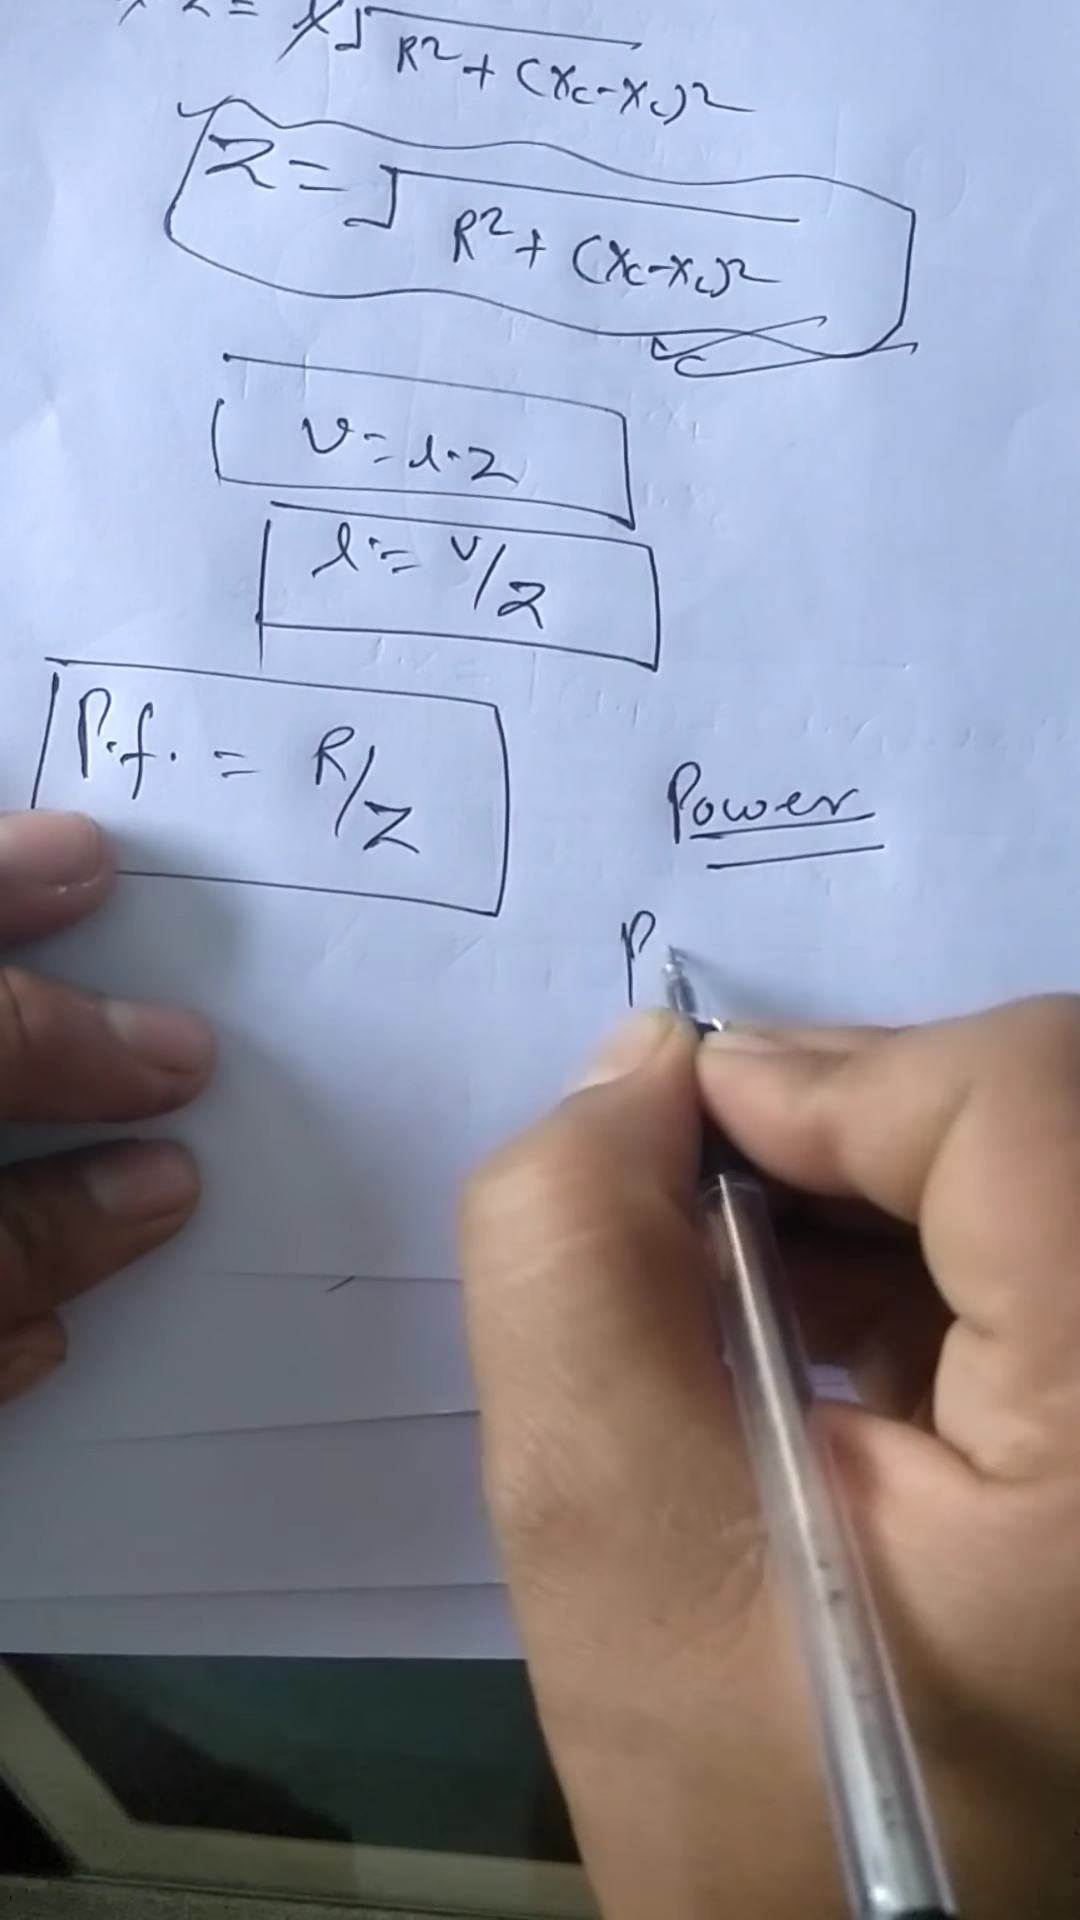 Z = I√R²+(Xc-XL)²
Z = √R²+(Xc-XL)²
V = I.Z
I = V/Z
P.f. = R/Z
Power
P